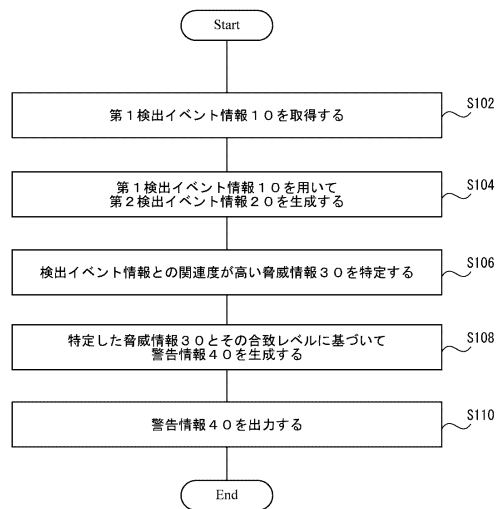 Start
第1検出イベント情報10を取得する
S102
第1検出イベント情報10を用いて
第2検出イベント情報20を生成する
S104
検出イベント情報との関連度が高い脅威情報30を特定する
S106
特定した脅威情報30とその合致レベルに基づいて
警告情報40を生成する
S108
警告情報40を出力する
S110
End